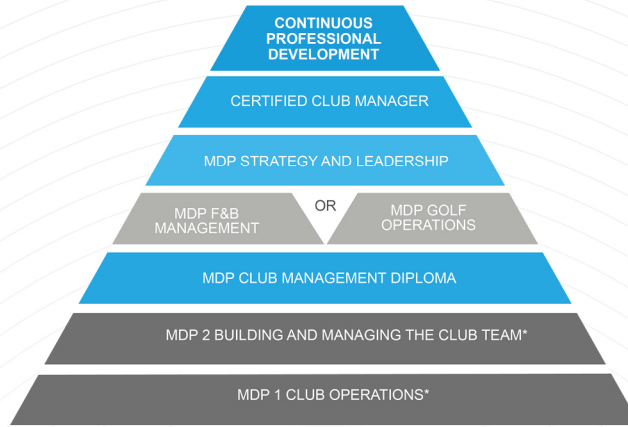 CONTINUOUS
PROFESSIONAL
DEVELOPMENT
CERTIFIED CLUB MANAGER
MDP STRATEGY AND LEADERSHIP
MDP F&B
MANAGEMENT
OR
MDP GOLF
OPERATIONS
MDP CLUB MANAGEMENT DIPLOMA
MDP 2 BUILDING AND MANAGING THE CLUB TEAM*
MDP 1 CLUB OPERATIONS*